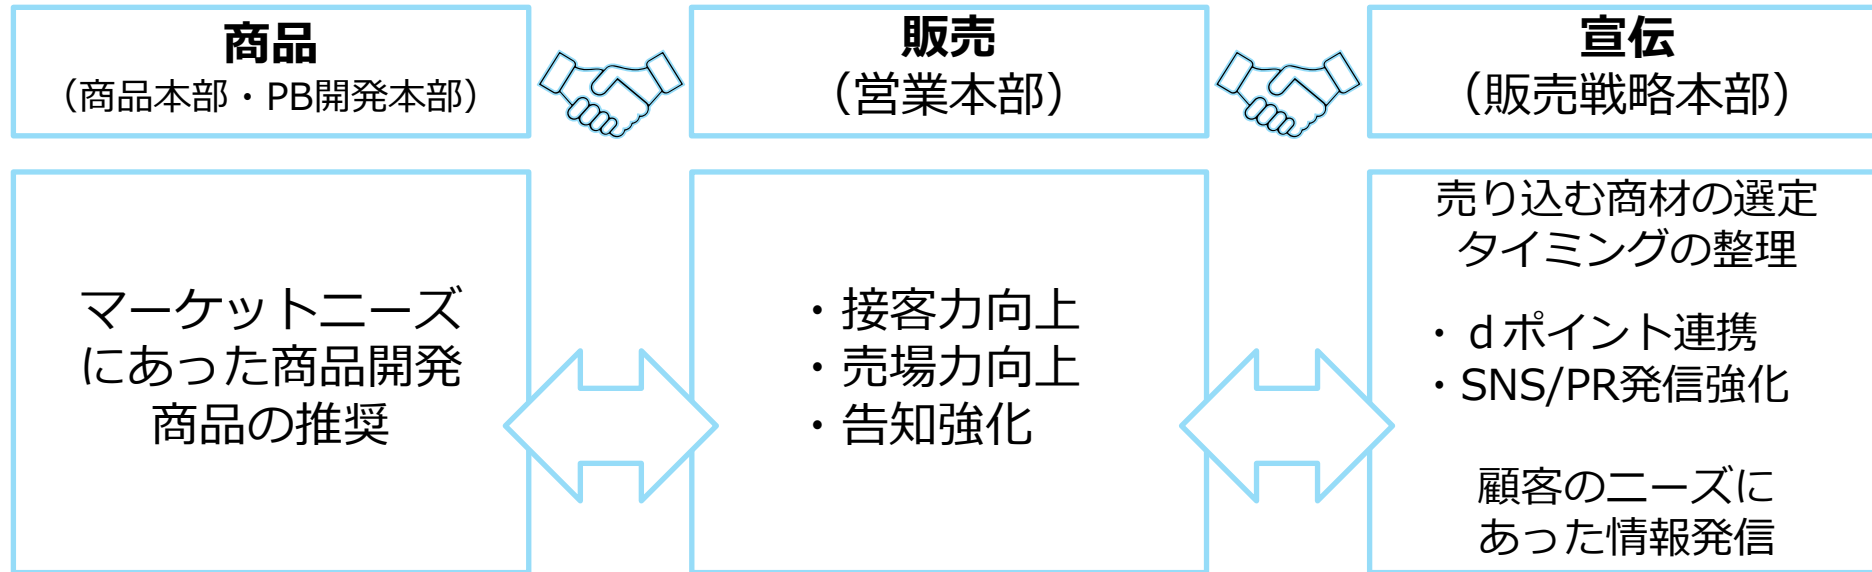 商品
（商品本部・PB開発本部）
販売
（営業本部）
宣伝
（販売戦略本部）
マーケットニーズ
にあった商品開発
商品の推奨
・接客力向上
・売場力向上
・告知強化
売り込む商材の選定
タイミングの整理
・ｄポイント連携
・SNS/PR発信強化
顧客のニーズに
あった情報発信